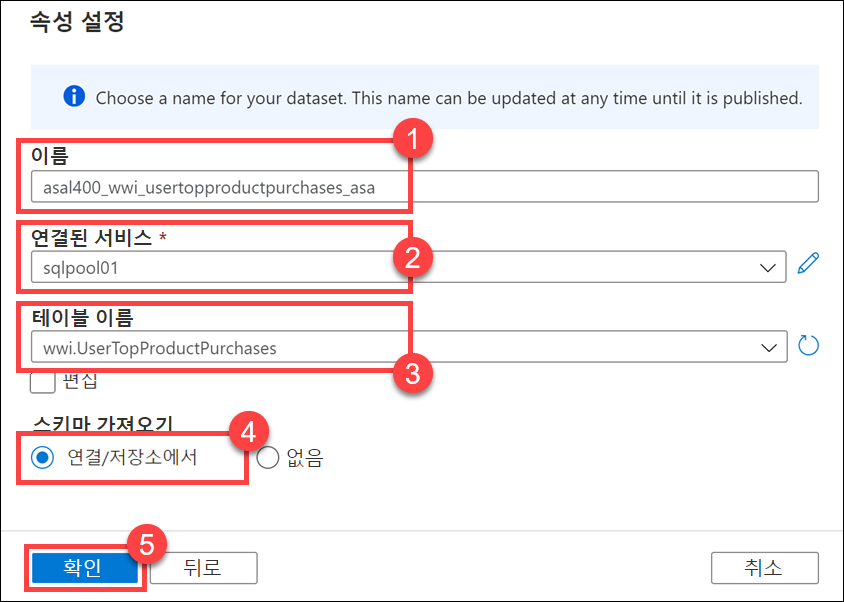 속성 설정
Choose a name for your dataset. This name can be updated at any time until it is published.
1
이름
asal400_wwi_usertopproductpurchases_asa
연결된 서비스 *
2
sqlpool01
테이블 이름
wwi.UserTopProductPurchases
3
편집
스키마 가져오기
4
연결/저장소에서
없음
5
확인
뒤로
취소